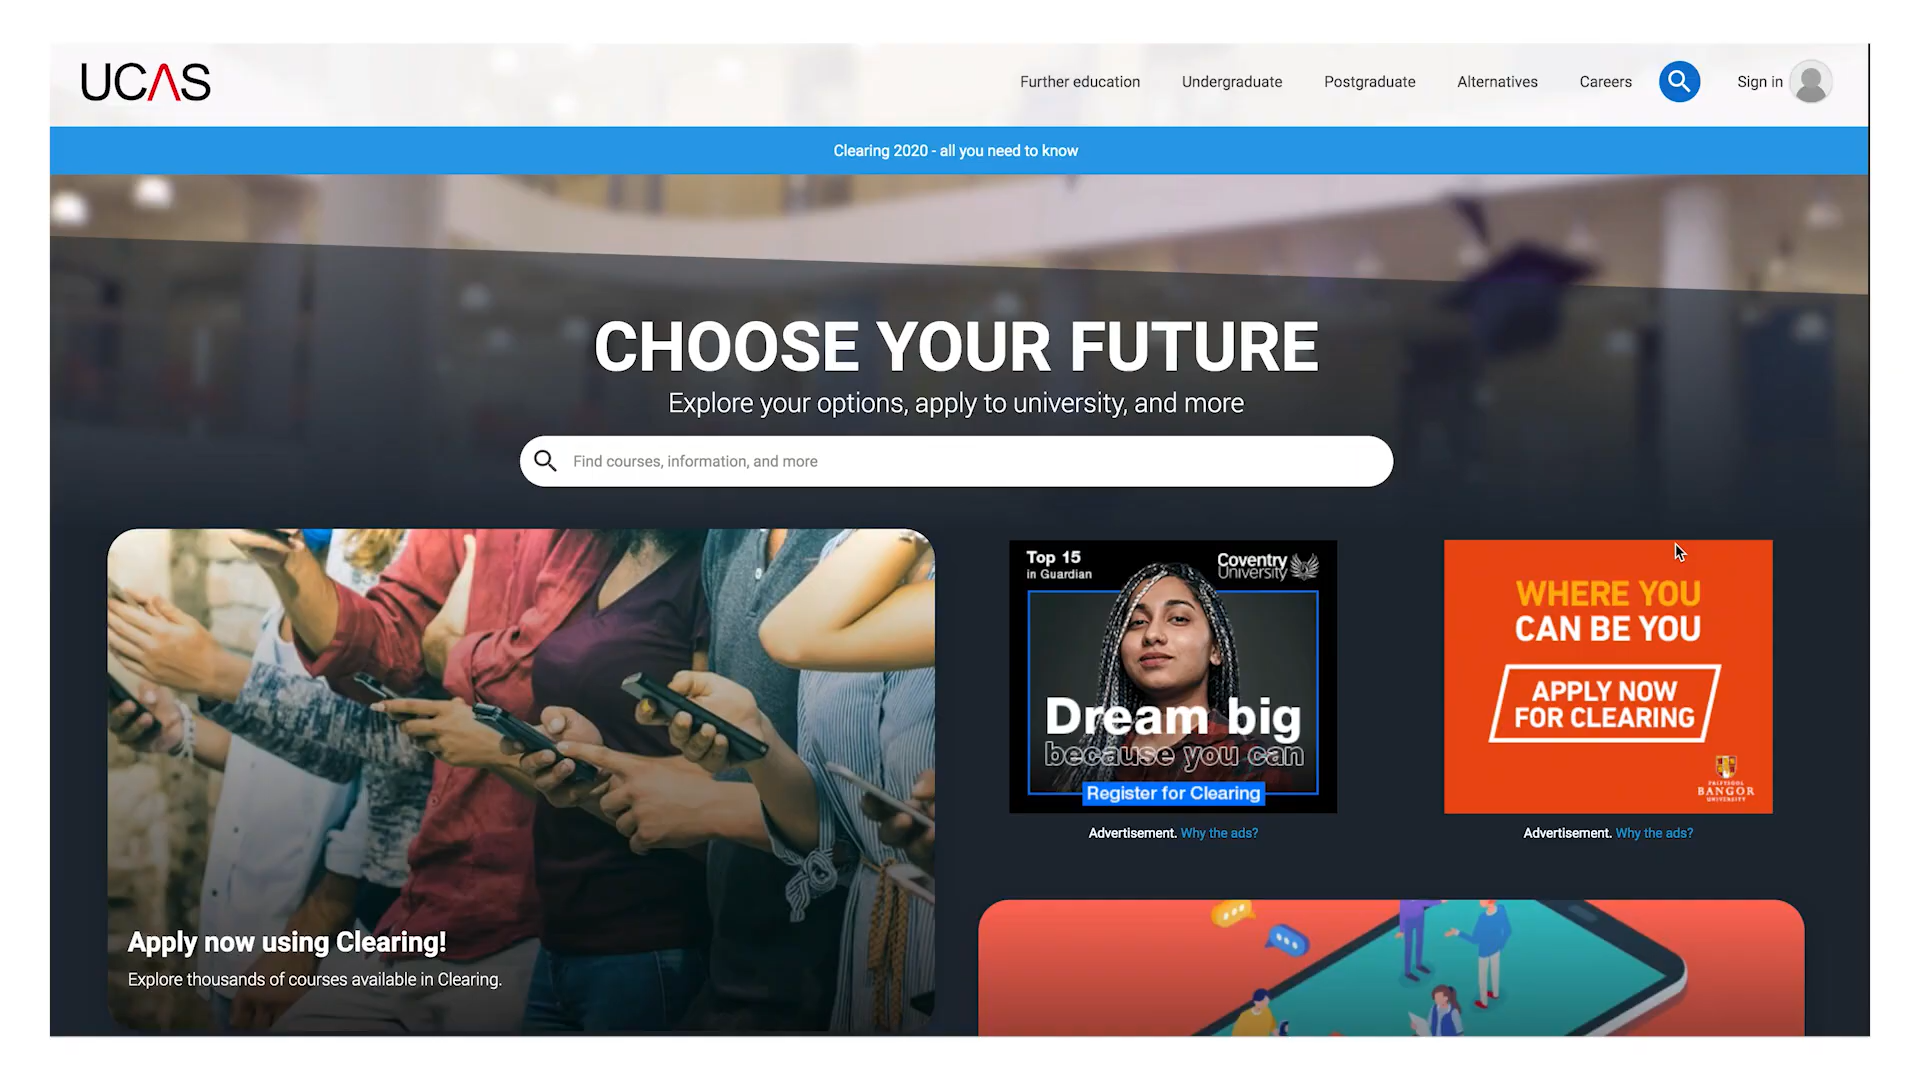 UCAS
Further education
Undergraduate
Postgraduate
Alternatives
Careers
Sign in
Clearing 2020 - all you need to know
CHOOSE YOUR FUTURE
Explore your options, apply to university, and more
Find courses, information, and more
Top 15
in Guardian
Coventry
University
Dream big
because you can
Register for Clearing
Advertisement. Why the ads?
WHERE YOU
CAN BE YOU
APPLY NOW
FOR CLEARING
PRIFYSGOL
BANGOR
UNIVERSITY
Advertisement. Why the ads?
Apply now using Clearing!
Explore thousands of courses available in Clearing.